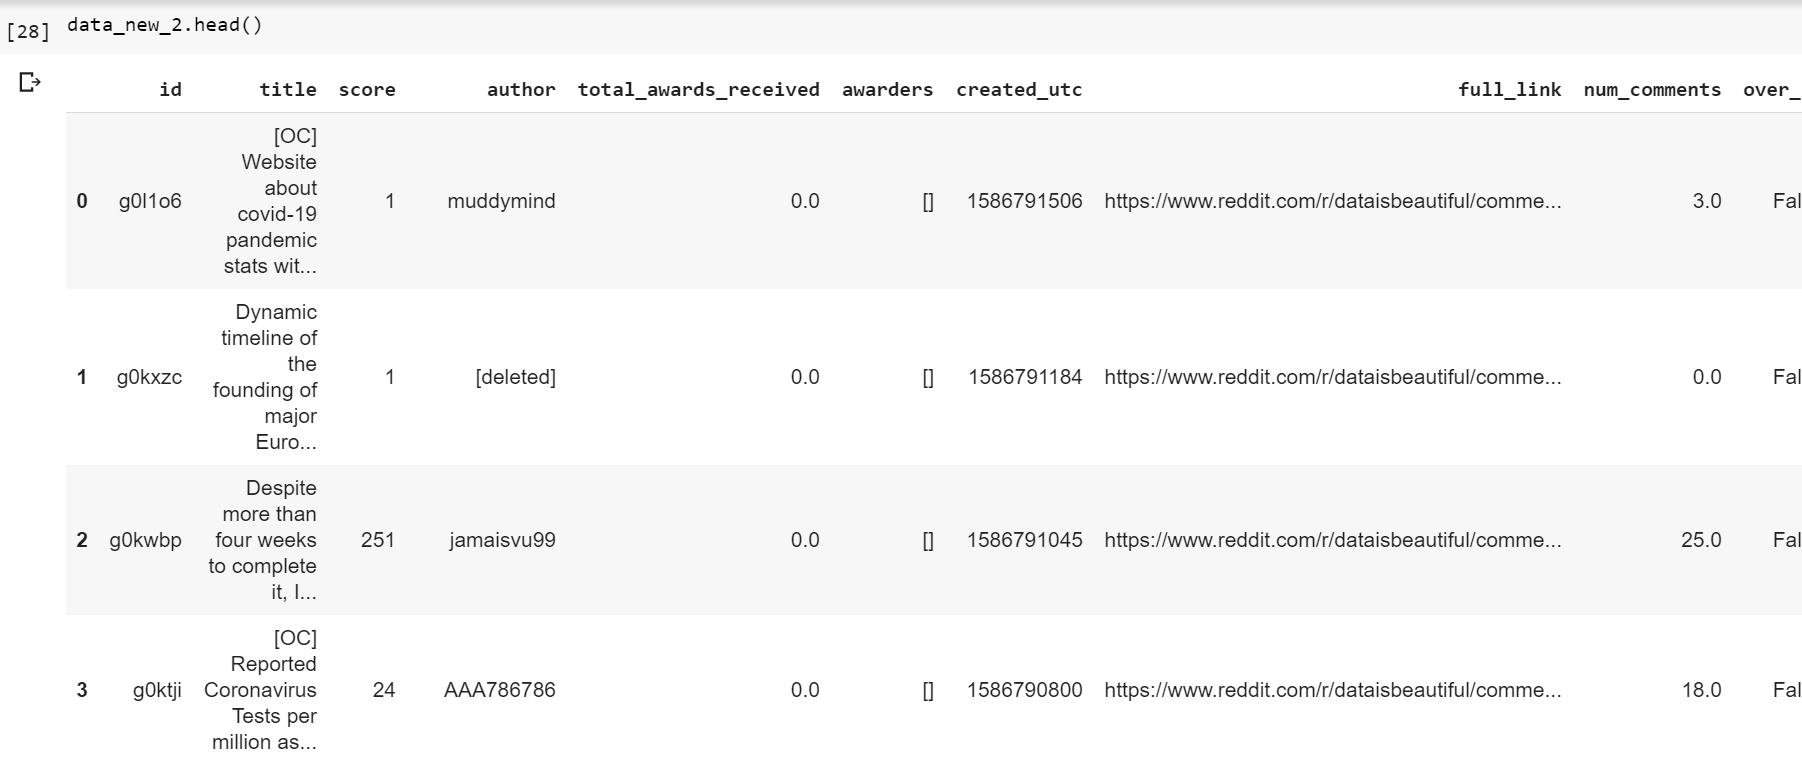 [28] data_new_2.head()
id title score author total_awards_received awarders created_utc full_link num_comments over_
[OC]
Website
about
covid-19
0 g0l1o6 1 muddymind 0.0 [] 1586791506 https://www.reddit.com/r/dataisbeautiful/comme... 3.0 Fal
pandemic
stats wit...
Dynamic
timeline of
the
1 g0kxzc founding of 1 [deleted] 0.0 [] 1586791184 https://www.reddit.com/r/dataisbeautiful/comme... 0.0 Fal
major
Euro...
Despite
more than
2 g0kwbp four weeks 251 jamaisvu99 0.0 [] 1586791045 https://www.reddit.com/r/dataisbeautiful/comme... 25.0 Fal
to complete
it, I...
[OC]
Reported
3 g0ktji Coronavirus 24 AAA786786 0.0 [] 1586790800 https://www.reddit.com/r/dataisbeautiful/comme... 18.0 Fal
Tests per
million as...